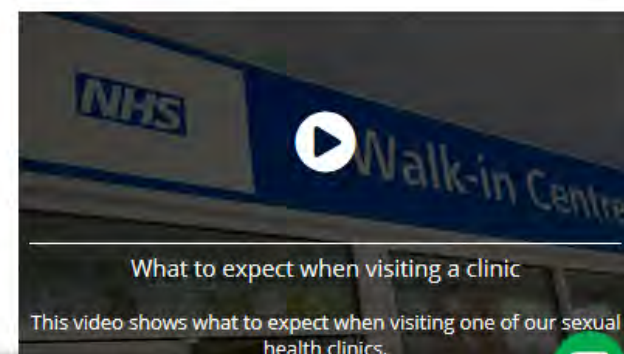 NHS
Walk-in Centre
What to expect when visiting a clinic
This video shows what to expect when visiting one of our sexual
health clinics.